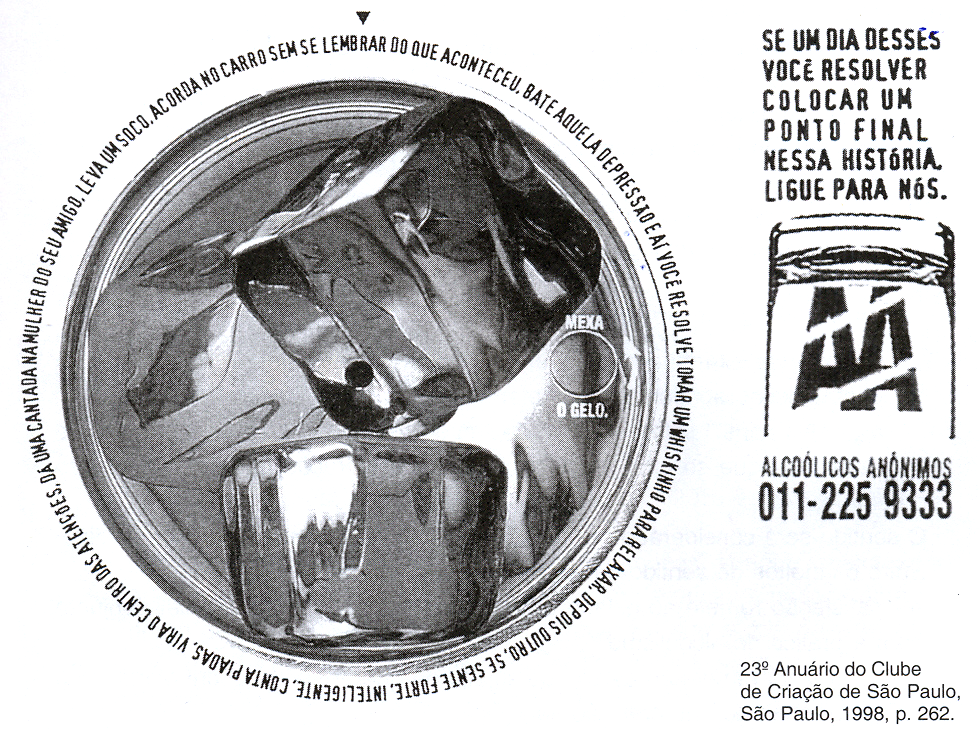 ▼
SEM SE LEMBRAR DO QUE ACONTECEU, BATE AQUELA DEPRESSÃO E AÍ VOCÊ RESOLVE TOMAR UM WHISKINHO PARA RELAXAR. DEPOIS OUTRO, SE SENTE FORTE, INTELIGENTE, CONTA PIADAS, VIRA O CENTRO DAS ATENÇÕES, DÁ UMA CANTADA NA MULHER DO SEU AMIGO, LEVA UM SOCO, ACORDA NO CARRO
MEXA
O GELO.
SE UM DIA DESSES
VOCÊ RESOLVER
COLOCAR UM
PONTO FINAL
NESSA HISTÓRIA.
LIGUE PARA NÓS.
AA
ALCOÓLICOS ANÔNIMOS
011-225 9333
23º Anuário do Clube
de Criação de São Paulo,
São Paulo, 1998, p. 262.